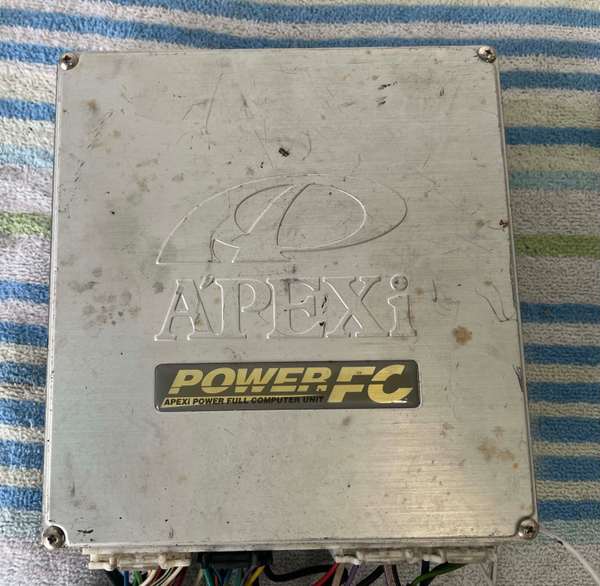 A'PEXi
POWER FC
APEXi POWER FULL COMPUTER UNIT